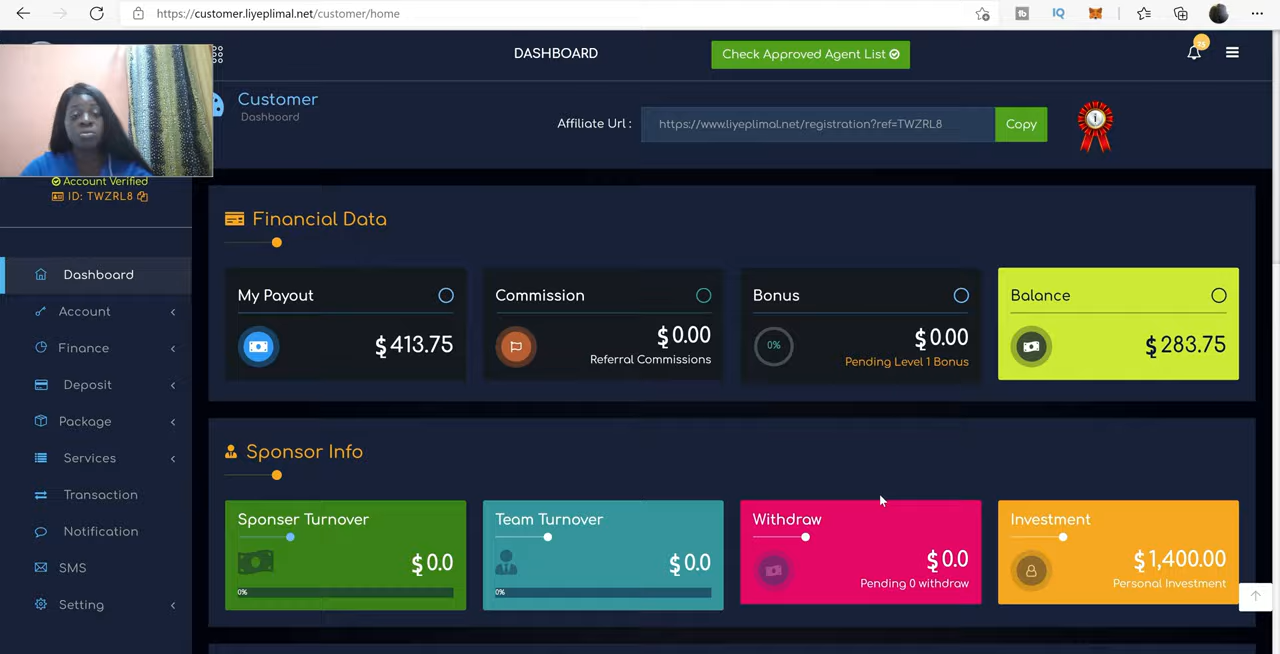 https://customer.liyeplimal.net/customer/home
DASHBOARD
Check Approved Agent List
Customer
Dashboard
Affiliate Url :
https://www.liyeplimal.net/registration?ref=TWZRL8
Copy
Account Verified
ID: TWZRL8
Dashboard
Account
Finance
Deposit
Package
Services
Transaction
Notification
SMS
Setting
Financial Data
My Payout
$413.75
Commission
$0.00
Referral Commissions
Bonus
0%
$0.00
Pending Level 1 Bonus
Balance
$283.75
Sponsor Info
Sponser Turnover
$0.0
0%
Team Turnover
$0.0
0%
Withdraw
$0.0
Pending 0 withdraw
Investment
$1,400.00
Personal Investment